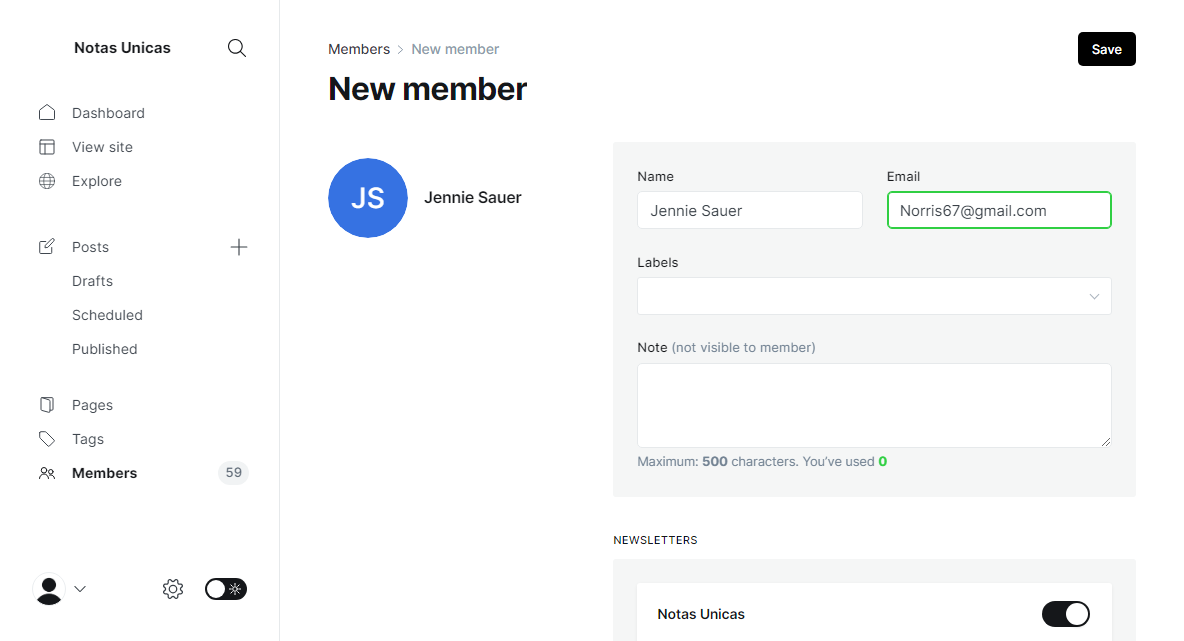 Notas Unicas
Dashboard
View site
Explore
Posts
Drafts
Scheduled
Published
Pages
Tags
Members 59
Members > New member
Save
New member
JS Jennie Sauer
Name Email
Jennie Sauer Norris67@gmail.com
Labels
Note (not visible to member)
Maximum: 500 characters. You've used 0
NEWSLETTERS
Notas Unicas